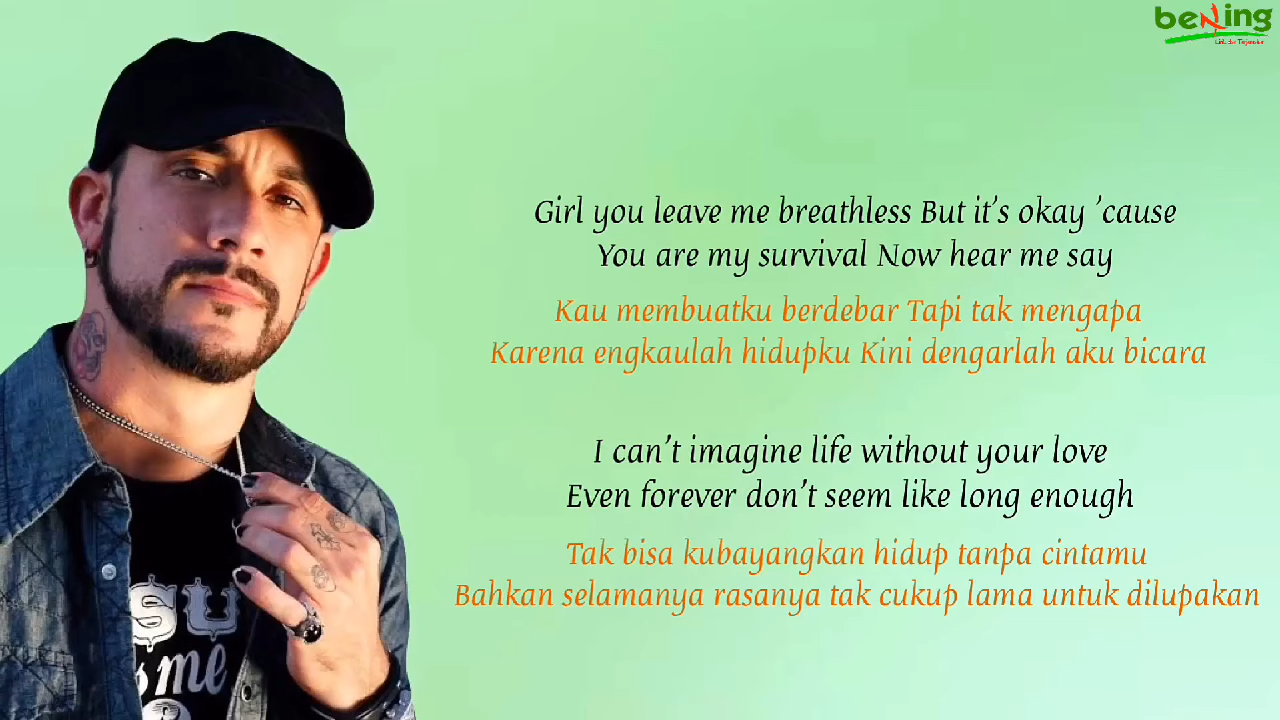 beNing
Girl you leave me breathless But it's okay 'cause
You are my survival Now hear me say
Kau membuatku berdebar Tapi tak mengapa
Karena engkaulah hidupku Kini dengarlah aku bicara
I can't imagine life without your love
Even forever don't seem like long enough
Tak bisa kubayangkan hidup tanpa cintamu
Bahkan selamanya rasanya tak cukup lama untuk dilupakan
SU
me